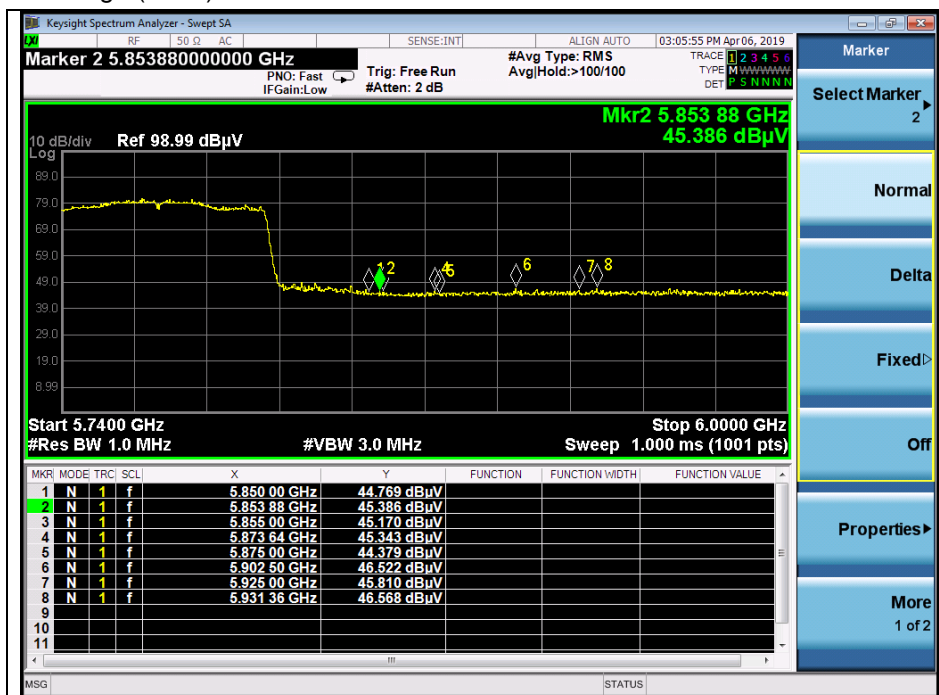 Keysight Spectrum Analyzer - Swept SA
LXI RF 50 Ω AC SENSE:INT ALIGN AUTO 03:05:55 PM Apr 06, 2019
Marker 2 5.853880000000 GHz
PNO: Fast
IFGain:Low
Trig: Free Run
#Atten: 2 dB
#Avg Type: RMS
Avg|Hold:>100/100
TRACE 1 2 3 4 5 6
TYPE M WWWWW
DET P S N N N N
Mkr2 5.853 88 GHz
45.386 dBµV
10 dB/div Ref 98.99 dBµV
Log
89.0
79.0
69.0
59.0
49.0
39.0
29.0
19.0
8.99
1 2 4 5 6 7 8
Start 5.7400 GHz Stop 6.0000 GHz
#Res BW 1.0 MHz #VBW 3.0 MHz Sweep 1.000 ms (1001 pts)
MKR MODE TRC SCL X Y FUNCTION FUNCTION WIDTH FUNCTION VALUE
1 N 1 f 5.850 00 GHz 44.769 dBµV
2 N 1 f 5.853 88 GHz 45.386 dBµV
3 N 1 f 5.855 00 GHz 45.170 dBµV
4 N 1 f 5.873 64 GHz 45.343 dBµV
5 N 1 f 5.875 00 GHz 44.379 dBµV
6 N 1 f 5.902 50 GHz 46.522 dBµV
7 N 1 f 5.925 00 GHz 45.810 dBµV
8 N 1 f 5.931 36 GHz 46.568 dBµV
9
10
11
MSG STATUS
Marker
Select Marker
2
Normal
Delta
Fixed
Off
Properties
More
1 of 2